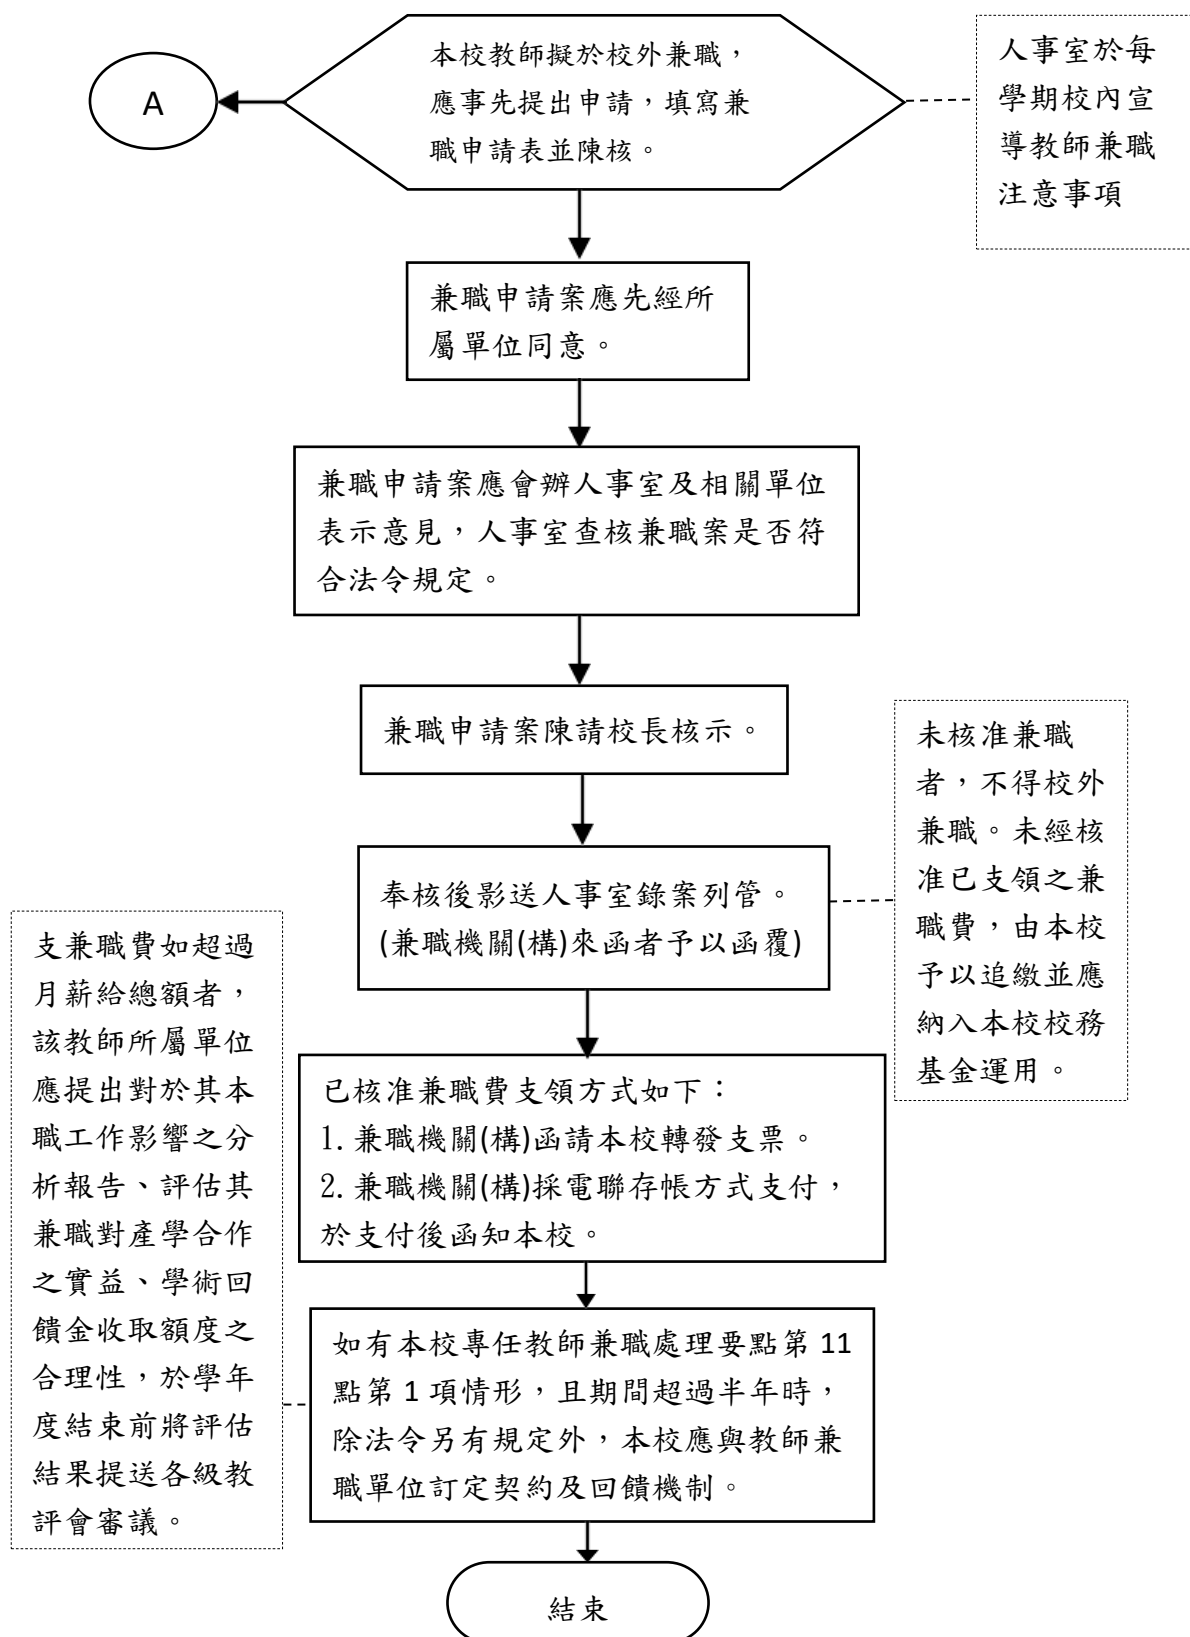 A
本校教師擬於校外兼職，
應事先提出申請，填寫兼
職申請表並陳核。
人事室於每
學期校內宣
導教師兼職
注意事項
兼職申請案應先經所
屬單位同意。
兼職申請案應會辦人事室及相關單位
表示意見，人事室查核兼職案是否符
合法令規定。
兼職申請案陳請校長核示。
未核准兼職
者，不得校外
兼職。未經核
准已支領之兼
職費，由本校
予以追繳並應
納入本校校務
基金運用。
奉核後影送人事室錄案列管。
(兼職機關(構)來函者予以函覆)
支兼職費如超過
月薪給總額者，
該教師所屬單位
應提出對於其本
職工作影響之分
析報告、評估其
兼職對產學合作
之實益、學術回
饋金收取額度之
合理性，於學年
度結束前將評估
結果提送各級教
評會審議。
已核准兼職費支領方式如下：
1.兼職機關(構)函請本校轉發支票。
2.兼職機關(構)採電聯存帳方式支付，
於支付後函知本校。
如有本校專任教師兼職處理要點第 11
點第 1 項情形，且期間超過半年時，
除法令另有規定外，本校應與教師兼
職單位訂定契約及回饋機制。
結束